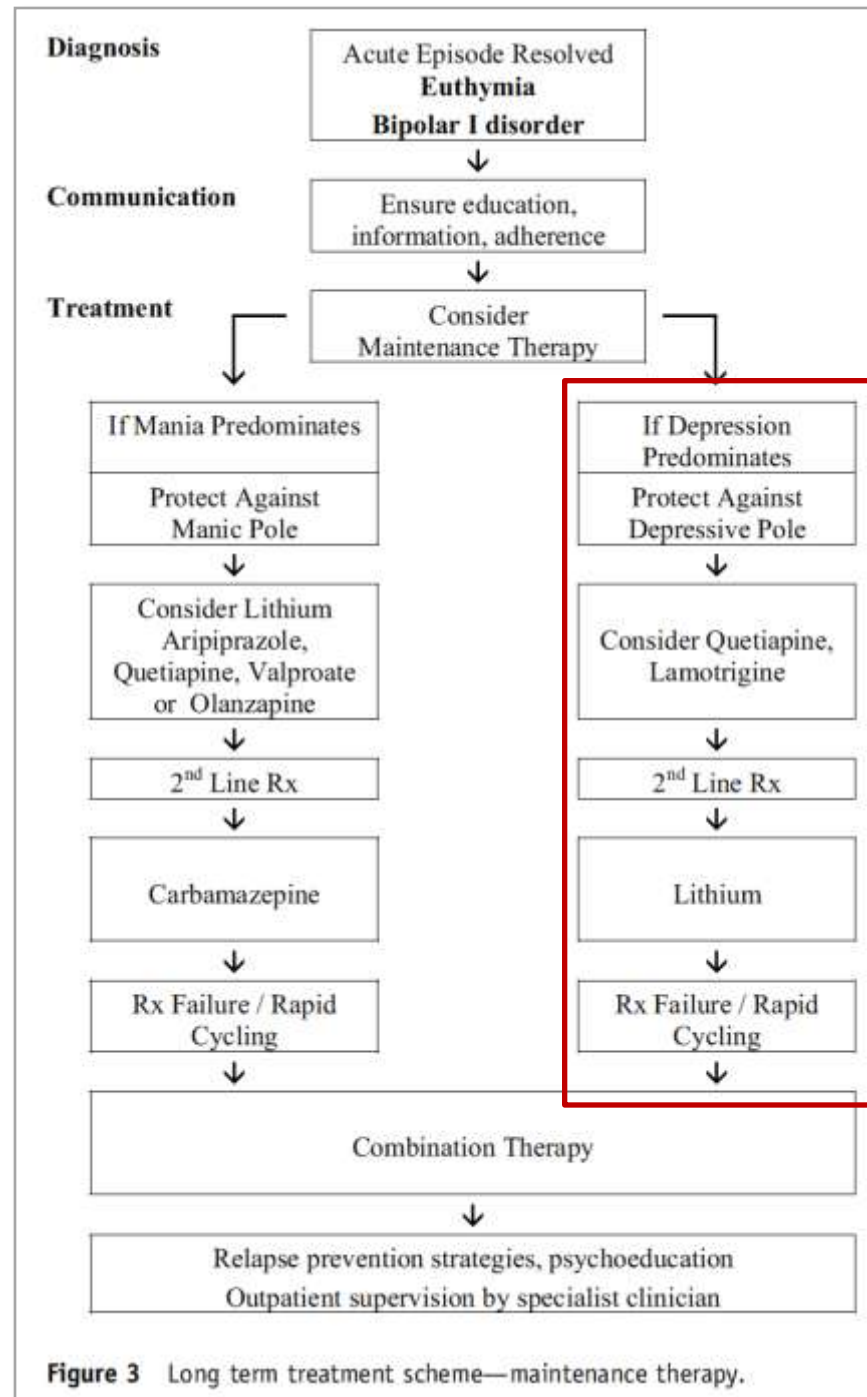 Diagnosis
Acute Episode Resolved
Euthymia
Bipolar I disorder
Communication
Ensure education,
information, adherence
Treatment
Consider
Maintenance Therapy
If Mania Predominates
Protect Against
Manic Pole
Consider Lithium
Aripiprazole,
Quetiapine, Valproate
or Olanzapine
2nd Line Rx
Carbamazepine
Rx Failure / Rapid
Cycling
If Depression
Predominates
Protect Against
Depressive Pole
Consider Quetiapine,
Lamotrigine
2nd Line Rx
Lithium
Rx Failure / Rapid
Cycling
Combination Therapy
Relapse prevention strategies, psychoeducation
Outpatient supervision by specialist clinician
Figure 3 Long term treatment scheme—maintenance therapy.